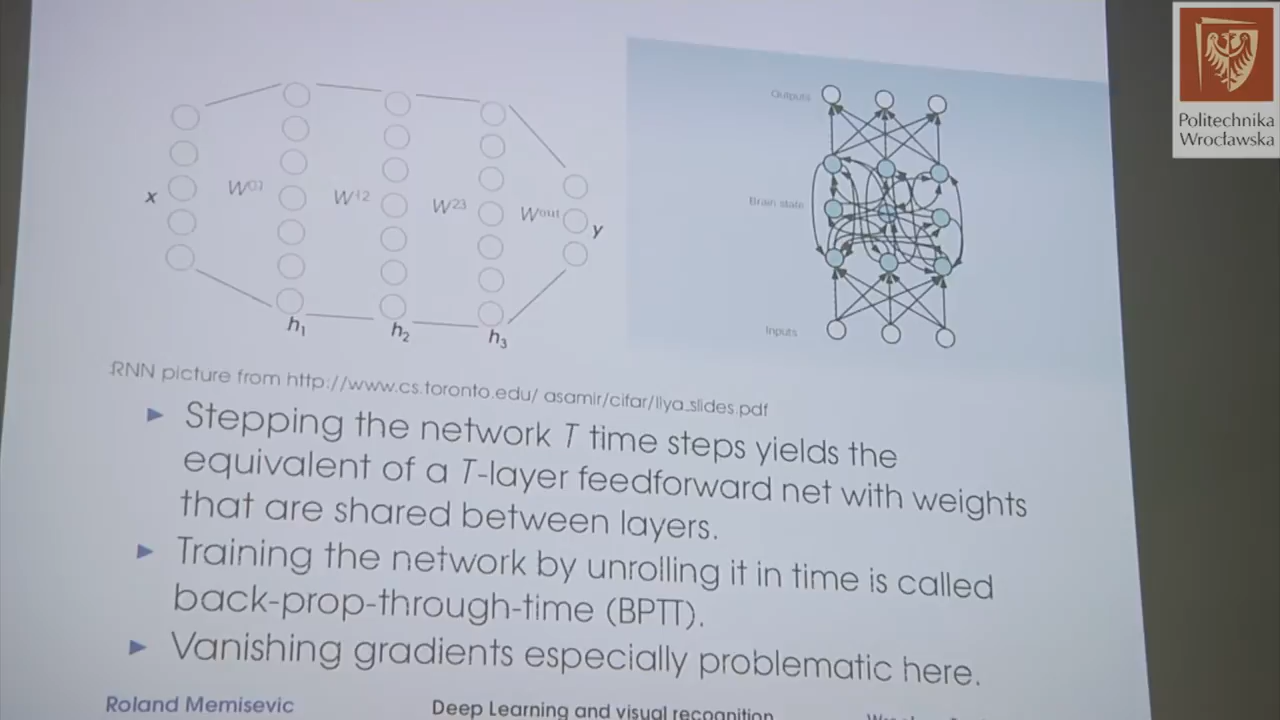 Politechnika
Wrocławska
x
W01
W12
W23
Wout
y
h1
h2
h3
Outputs
Brain state
Inputs
RNN picture from http://www.cs.toronto.edu/ asamir/cifar/Ilya_slides.pdf
Stepping the network T time steps yields the
equivalent of a T-layer feedforward net with weights
that are shared between layers.
Training the network by unrolling it in time is called
back-prop-through-time (BPTT).
Vanishing gradients especially problematic here.
Roland Memisevic
Deep Learning and visual recognition